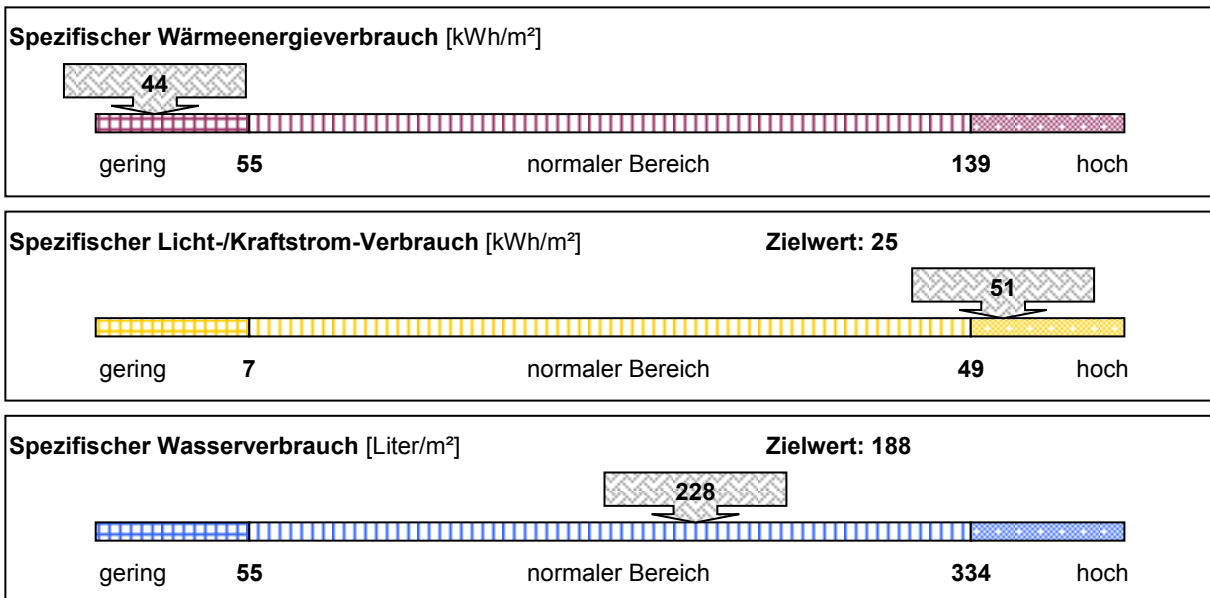 Spezifischer Wärmeenergieverbrauch [kWh/m²]
44
gering 55 normaler Bereich 139 hoch
Spezifischer Licht-/Kraftstrom-Verbrauch [kWh/m²] Zielwert: 25
51
gering 7 normaler Bereich 49 hoch
Spezifischer Wasserverbrauch [Liter/m²] Zielwert: 188
228
gering 55 normaler Bereich 334 hoch